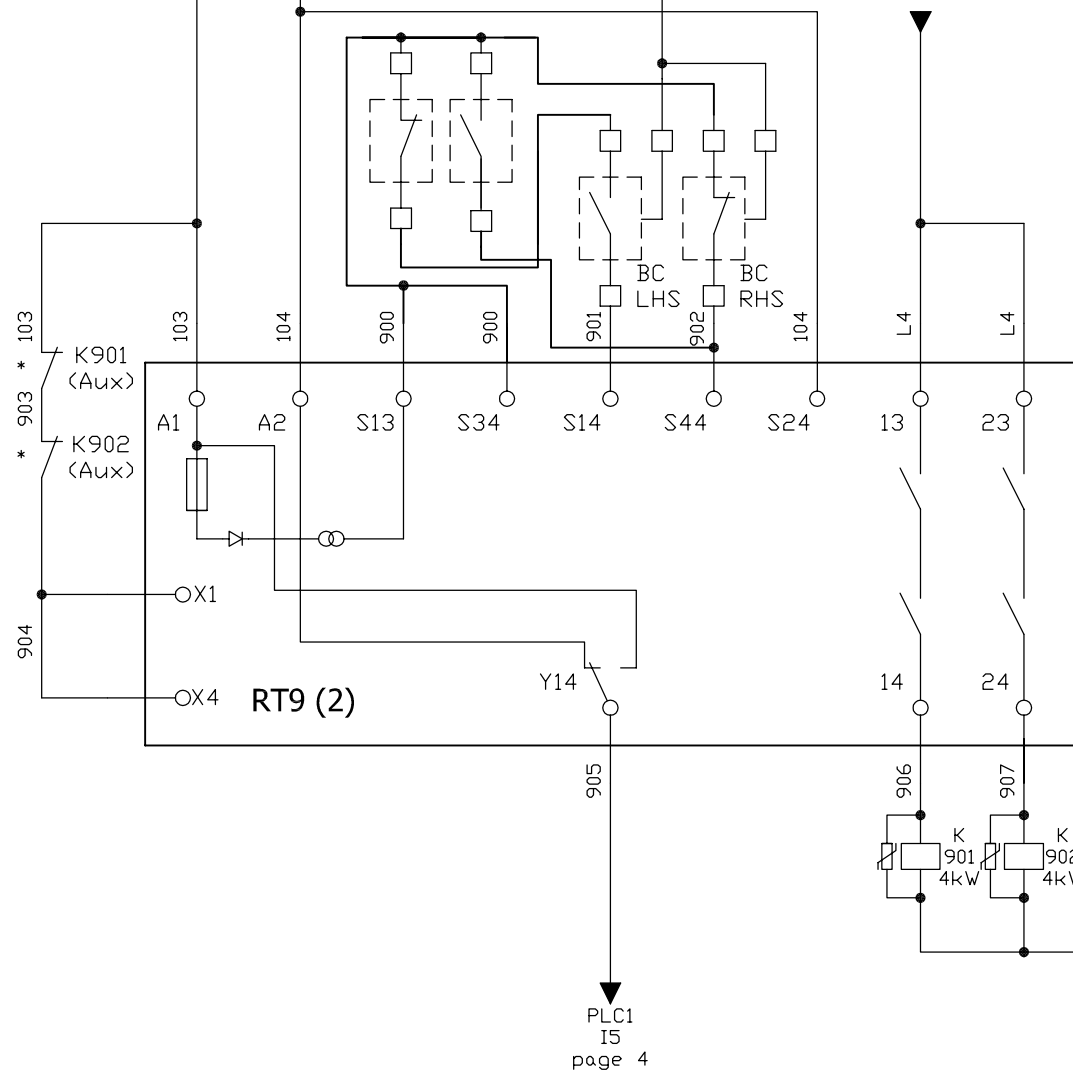 BC
LHS
BC
RHS
103
*
K901
(Aux)
903
*
K902
(Aux)
904
103
104
900
900
901
902
104
L4
L4
A1
A2
S13
S34
S14
S44
S24
13
23
X1
X4
RT9 (2)
Y14
14
24
905
906
907
K
901
4kW
K
4kW
PLC1
I5
page 4